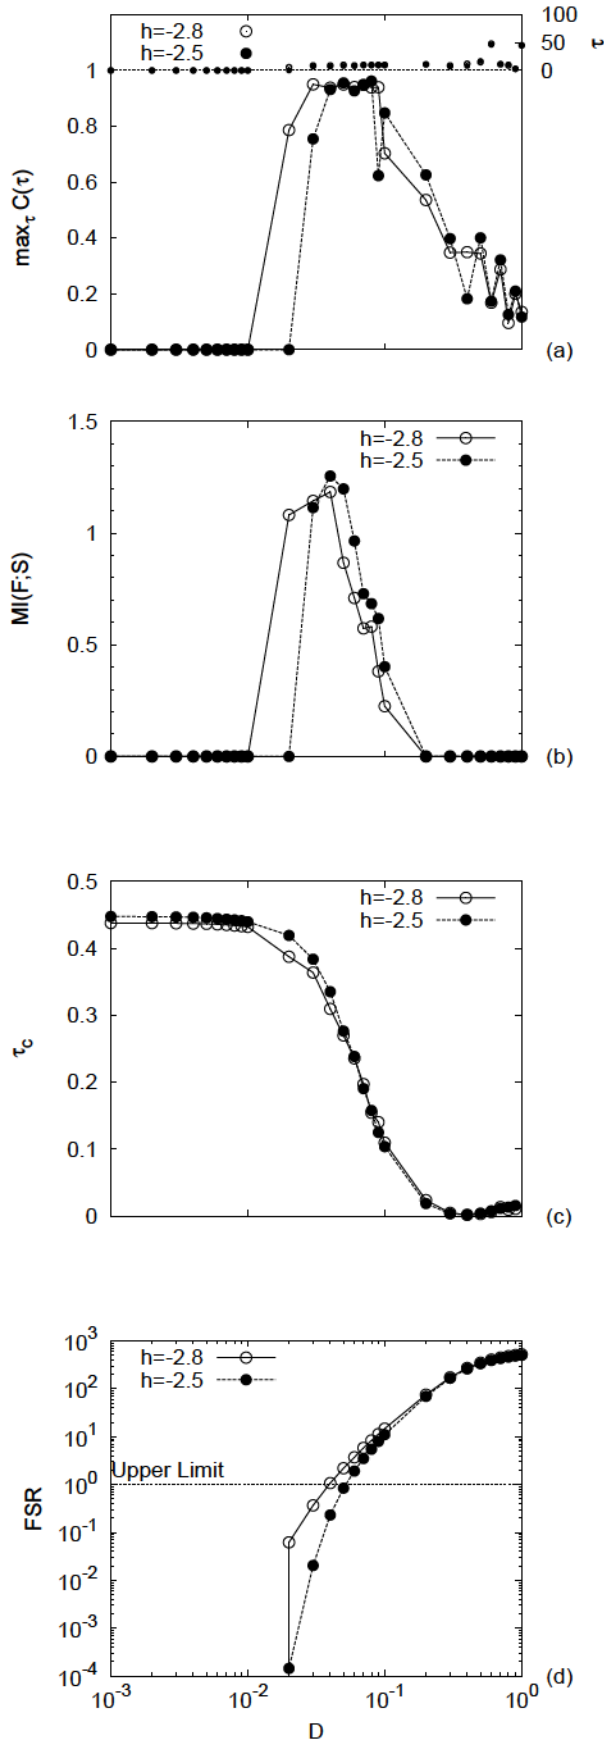 h=-2.8
h=-2.5
100
50
0
τ
1
0.8
0.6
0.4
0.2
0
max_τ C(τ)
(a)
1.5
1
0.5
0
MI(F;S)
h=-2.8
h=-2.5
(b)
0.5
0.4
0.3
0.2
0.1
0
τ_c
h=-2.8
h=-2.5
(c)
10^3
10^2
10^1
10^0
10^-1
10^-2
10^-3
10^-4
FSR
h=-2.8
h=-2.5
Upper Limit
(d)
10^-3 10^-2 10^-1 10^0
D